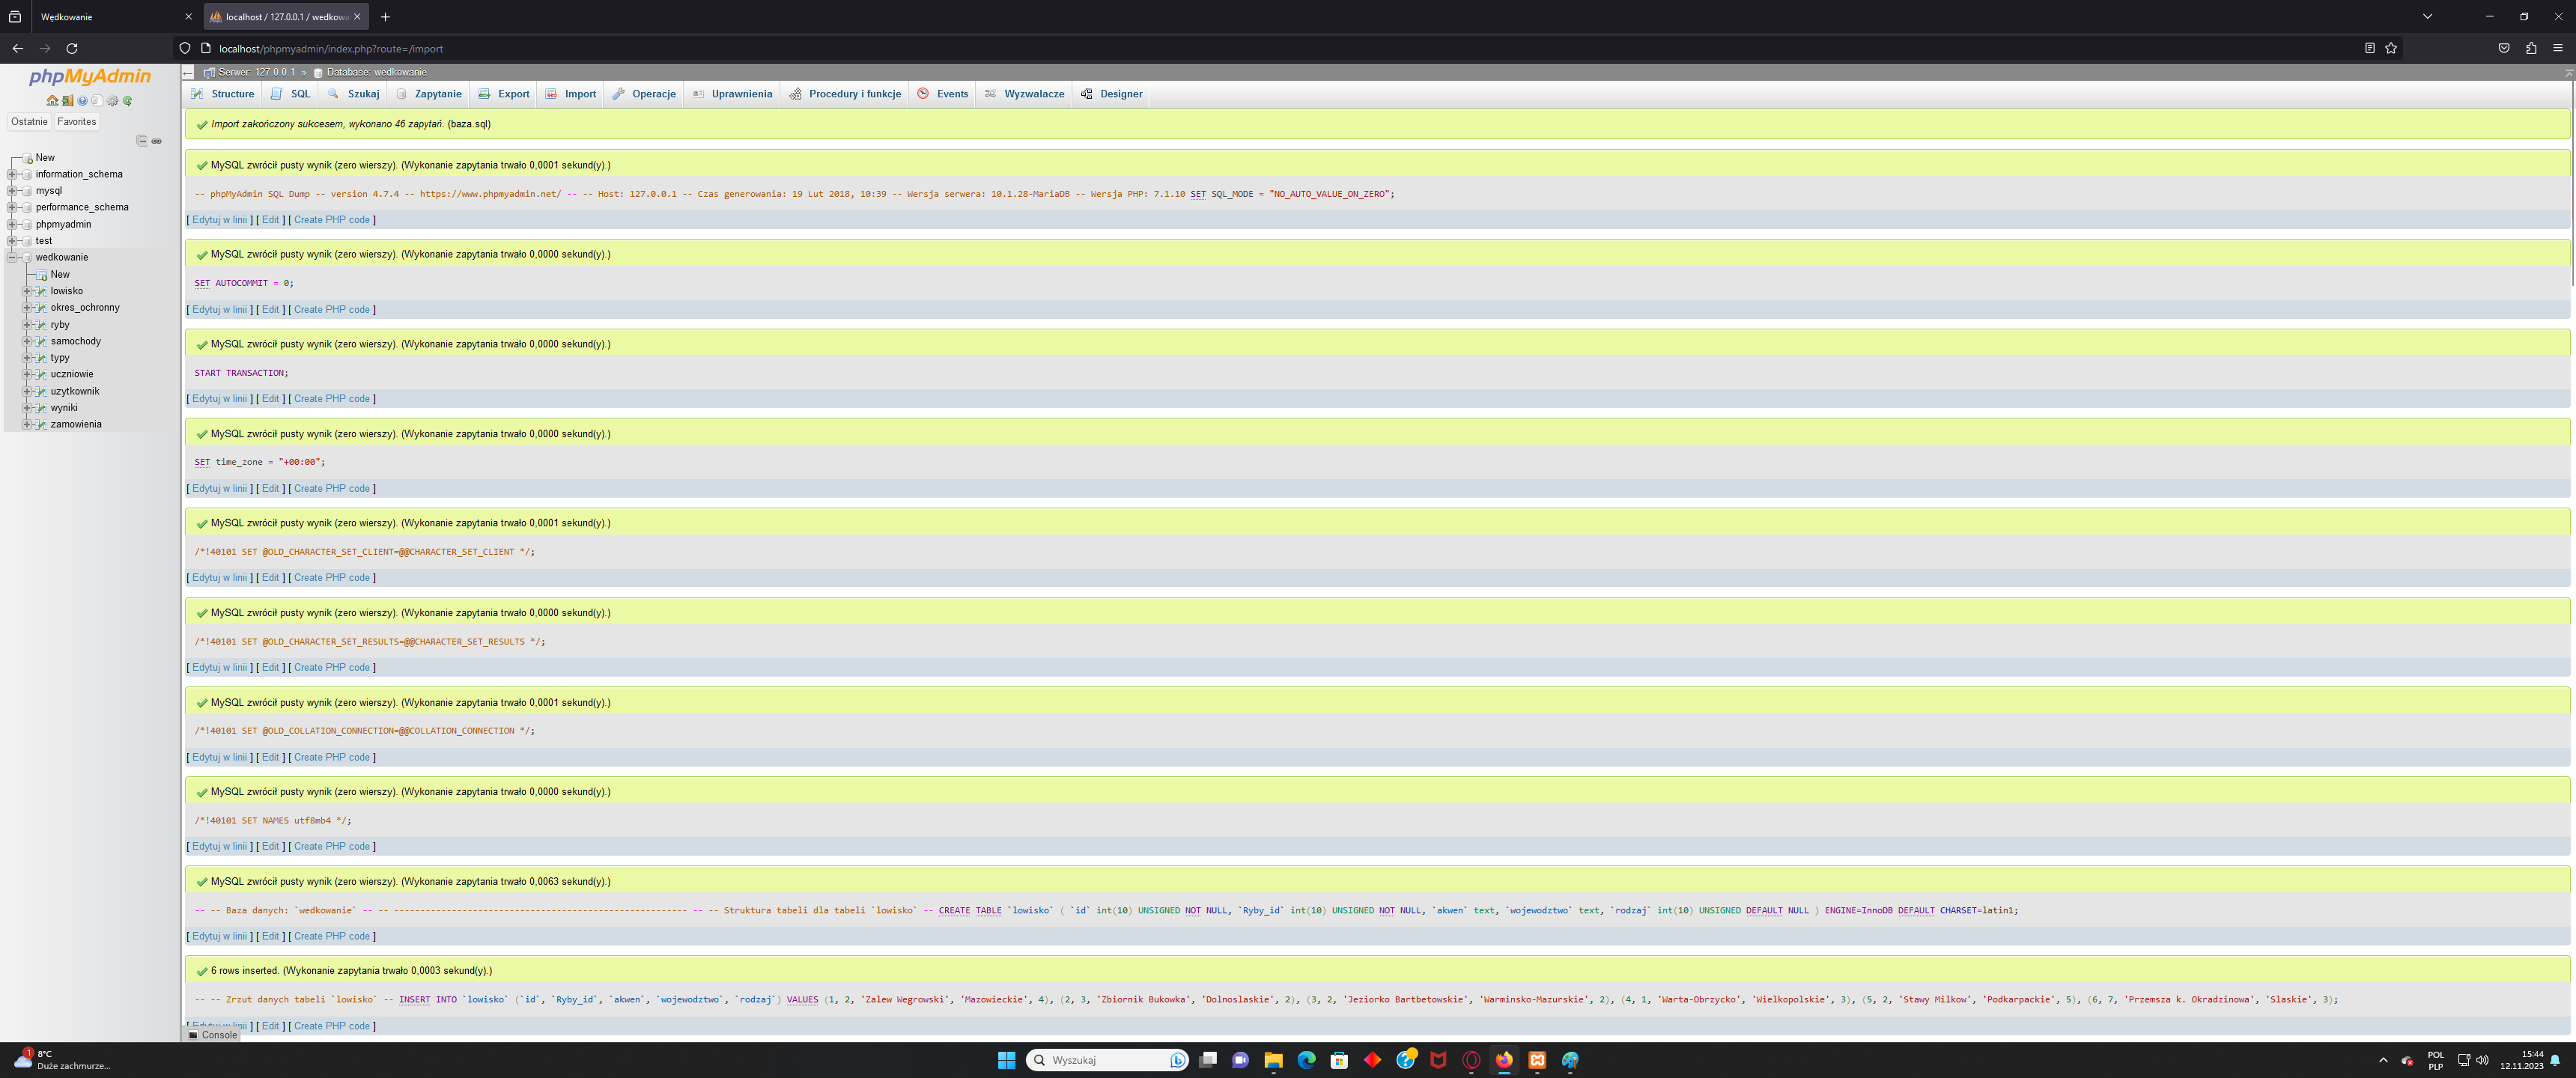 Wędkowanie
localhost / 127.0.0.1 / wedkowa
localhost/phpmyadmin/index.php?route=/import
phpMyAdmin
Ostatnie Favorites
New
information_schema
mysql
performance_schema
phpmyadmin
test
wedkowanie
New
lowisko
okres_ochronny
ryby
samochody
typy
uczniowie
uzytkownik
wyniki
zamowienia
Serwer: 127.0.0.1 » Database: wedkowanie
Structure SQL Szukaj Zapytanie Export Import Operacje Uprawnienia Procedury i funkcje Events Wyzwalacze Designer
Import zakończony sukcesem, wykonano 46 zapytań. (baza.sql)
MySQL zwrócił pusty wynik (zero wierszy). (Wykonanie zapytania trwało 0,0001 sekund(y).)
-- phpMyAdmin SQL Dump -- version 4.7.4 -- https://www.phpmyadmin.net/ -- -- Host: 127.0.0.1 -- Czas generowania: 19 Lut 2018, 10:39 -- Wersja serwera: 10.1.28-MariaDB -- Wersja PHP: 7.1.10 SET SQL_MODE = "NO_AUTO_VALUE_ON_ZERO";
[ Edytuj w linii ] [ Edit ] [ Create PHP code ]
MySQL zwrócił pusty wynik (zero wierszy). (Wykonanie zapytania trwało 0,0000 sekund(y).)
SET AUTOCOMMIT = 0;
[ Edytuj w linii ] [ Edit ] [ Create PHP code ]
MySQL zwrócił pusty wynik (zero wierszy). (Wykonanie zapytania trwało 0,0000 sekund(y).)
START TRANSACTION;
[ Edytuj w linii ] [ Edit ] [ Create PHP code ]
MySQL zwrócił pusty wynik (zero wierszy). (Wykonanie zapytania trwało 0,0000 sekund(y).)
SET time_zone = "+00:00";
[ Edytuj w linii ] [ Edit ] [ Create PHP code ]
MySQL zwrócił pusty wynik (zero wierszy). (Wykonanie zapytania trwało 0,0001 sekund(y).)
/*!40101 SET @OLD_CHARACTER_SET_CLIENT=@@CHARACTER_SET_CLIENT */;
[ Edytuj w linii ] [ Edit ] [ Create PHP code ]
MySQL zwrócił pusty wynik (zero wierszy). (Wykonanie zapytania trwało 0,0000 sekund(y).)
/*!40101 SET @OLD_CHARACTER_SET_RESULTS=@@CHARACTER_SET_RESULTS */;
[ Edytuj w linii ] [ Edit ] [ Create PHP code ]
MySQL zwrócił pusty wynik (zero wierszy). (Wykonanie zapytania trwało 0,0001 sekund(y).)
/*!40101 SET @OLD_COLLATION_CONNECTION=@@COLLATION_CONNECTION */;
[ Edytuj w linii ] [ Edit ] [ Create PHP code ]
MySQL zwrócił pusty wynik (zero wierszy). (Wykonanie zapytania trwało 0,0000 sekund(y).)
/*!40101 SET NAMES utf8mb4 */;
[ Edytuj w linii ] [ Edit ] [ Create PHP code ]
MySQL zwrócił pusty wynik (zero wierszy). (Wykonanie zapytania trwało 0,0063 sekund(y).)
-- -- Baza danych: `wedkowanie` -- -- -------------------------------------------------------- -- -- Struktura tabeli dla tabeli `lowisko` -- CREATE TABLE `lowisko` ( `id` int(10) UNSIGNED NOT NULL, `Ryby_id` int(10) UNSIGNED NOT NULL, `akwen` text, `wojewodztwo` text, `rodzaj` int(10) UNSIGNED DEFAULT NULL ) ENGINE=InnoDB DEFAULT CHARSET=latin1;
[ Edytuj w linii ] [ Edit ] [ Create PHP code ]
6 rows inserted. (Wykonanie zapytania trwało 0,0003 sekund(y).)
-- -- Zrzut danych tabeli `lowisko` -- INSERT INTO `lowisko` (`id`, `Ryby_id`, `akwen`, `wojewodztwo`, `rodzaj`) VALUES (1, 2, 'Zalew Wegrowski', 'Mazowieckie', 4), (2, 3, 'Zbiornik Bukowka', 'Dolnoslaskie', 2), (3, 2, 'Jeziorko Bartbetowskie', 'Warminsko-Mazurskie', 2), (4, 1, 'Warta-Obrzycko', 'Wielkopolskie', 3), (5, 2, 'Stawy Milkow', 'Podkarpackie', 5), (6, 7, 'Przemsza k. Okradzinowa', 'Slaskie', 3);
[ Edytuj w linii ] [ Edit ] [ Create PHP code ]
Console
1
8°C
Duże zachmurze...
Wyszukaj
POL
PLP
15:44
12.11.2023